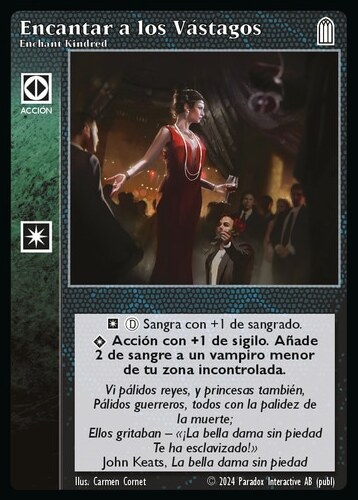 Encantar a los Vástagos
Enchant Kindred
ACCIÓN
D Sangra con +1 de sangrado.
Acción con +1 de sigilo. Añade
2 de sangre a un vampiro menor
de tu zona incontrolada.
Vi pálidos reyes, y princesas también,
Pálidos guerreros, todos con la palidez de
la muerte;
Ellos gritaban – «¡La bella dama sin piedad
Te ha esclavizado!»
John Keats, La bella dama sin piedad
Ilus. Carmen Cornet
© 2024 Paradox Interactive AB (publ)